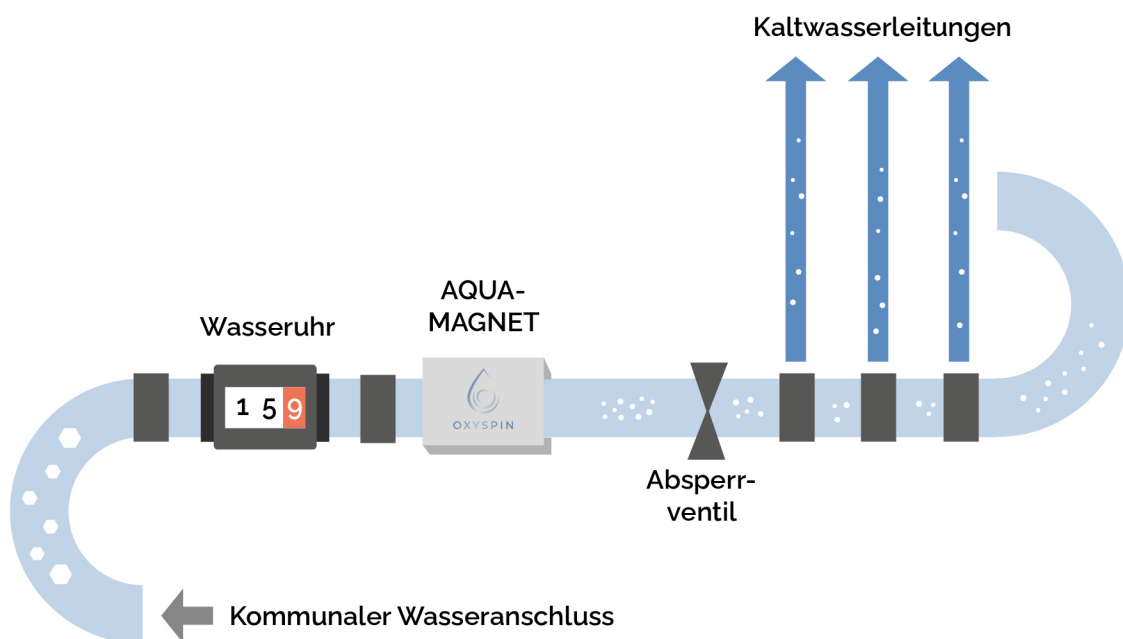 Kaltwasserleitungen
AQUA-
MAGNET
Wasseruhr
1 5 9
OXYSPIN
Absperr-
ventil
Kommunaler Wasseranschluss